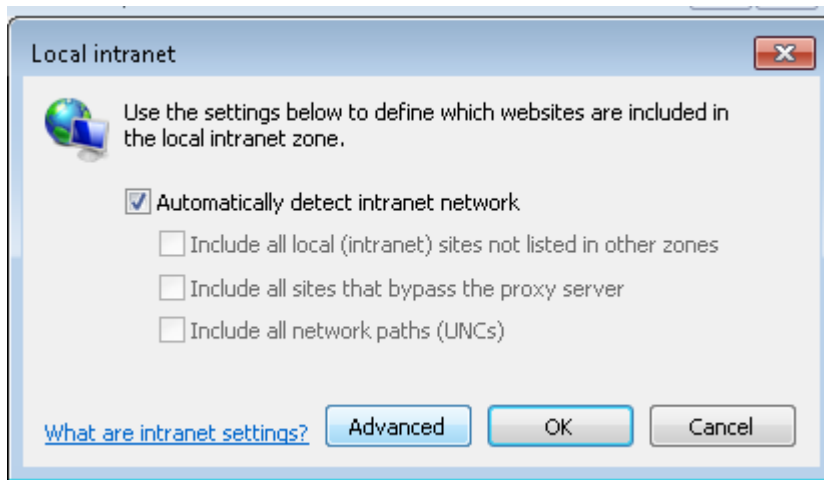 Local intranet
Use the settings below to define which websites are included in
the local intranet zone.
Automatically detect intranet network
Include all local (intranet) sites not listed in other zones
Include all sites that bypass the proxy server
Include all network paths (UNCs)
What are intranet settings? Advanced OK Cancel